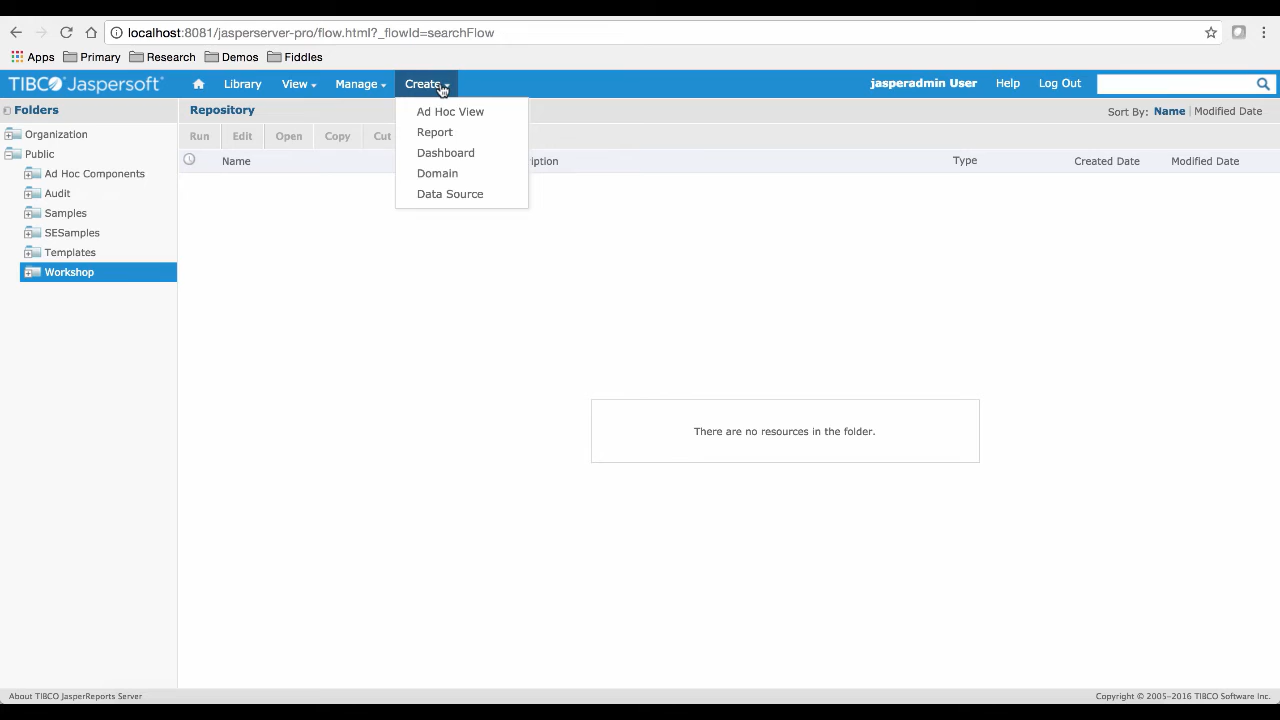 localhost:8081/jasperserver-pro/flow.html?_flowId=searchFlow
Apps Primary Research Demos Fiddles
TIBCO Jaspersoft Library View Manage Create jasperadmin User Help Log Out
Folders Repository Sort By: Name Modified Date
Ad Hoc View
Report
Dashboard
Domain
Data Source
Run Edit Open Copy Cut
Name Type Created Date Modified Date
Organization
Public
Ad Hoc Components
Audit
Samples
SESamples
Templates
Workshop
There are no resources in the folder.
About TIBCO JasperReports Server Copyright © 2005-2016 TIBCO Software Inc.